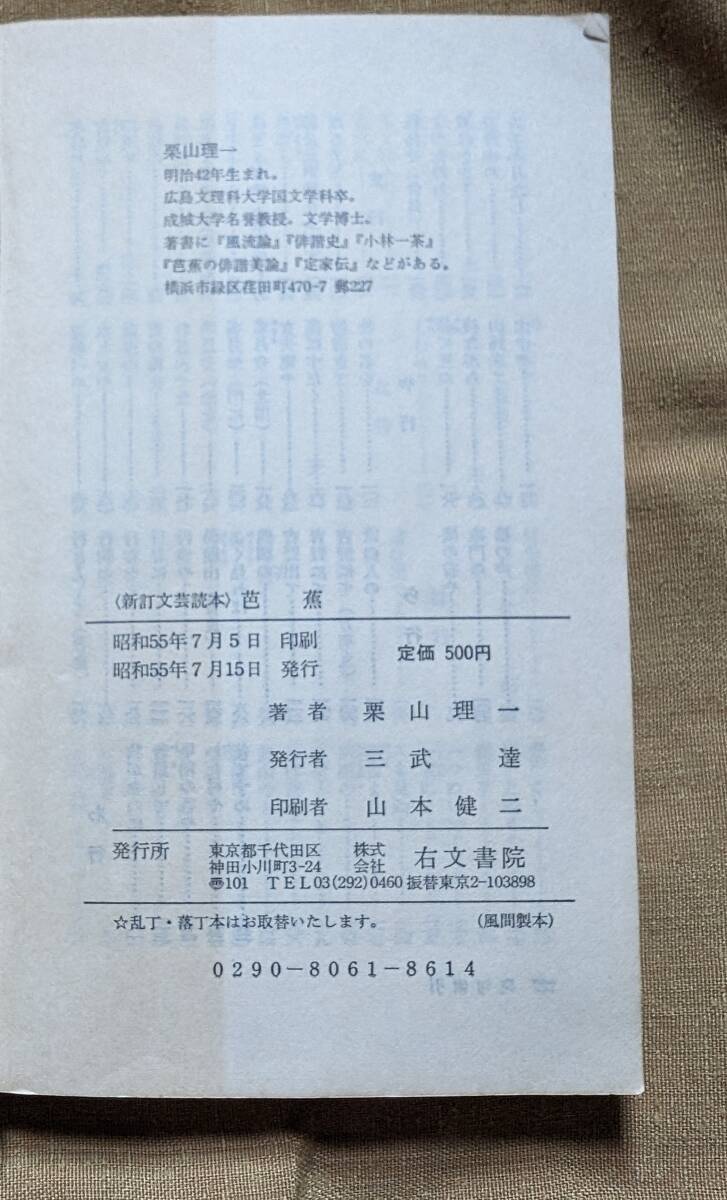 栗山理一
明治42年生まれ。
広島文理科大学国文学科卒。
成城大学名誉教授。文学博士。
著書に『風流論』『俳諧史』『小林一茶』
『芭蕉の俳諧美論』『定家伝』などがある。
横浜市緑区荏田町470-7 郵227
〈新訂文芸読本〉芭　蕉
昭和55年7月5日　印刷
昭和55年7月15日　発行
定価 500円
著者　栗山理一
発行者　三武達
印刷者　山本健二
発行所　東京都千代田区神田小川町3-24　株式会社　右文書院
〠101　TEL03(292)0460 振替東京2-103898
☆乱丁・落丁本はお取替いたします。　(風間製本)
0290-8061-8614